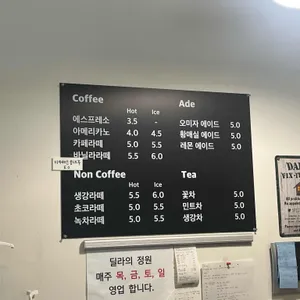 Coffee
Hot Ice
에스프레소 3.5 -
아메리카노 4.0 4.5
카페라떼 5.0 5.5
바닐라라떼 5.5 6.0
Ade
오미자 에이드 5.0
황매실 에이드 5.0
레몬 에이드 5.0
Non Coffee
Hot Ice
생강라떼 5.5 6.0
초코라떼 5.0 5.5
녹차라떼 5.0 5.5
Tea
꽃차 5.0
민트차 5.0
생강차 5.0
딜라의 정원
매주 목, 금, 토, 일
영업 합니다.